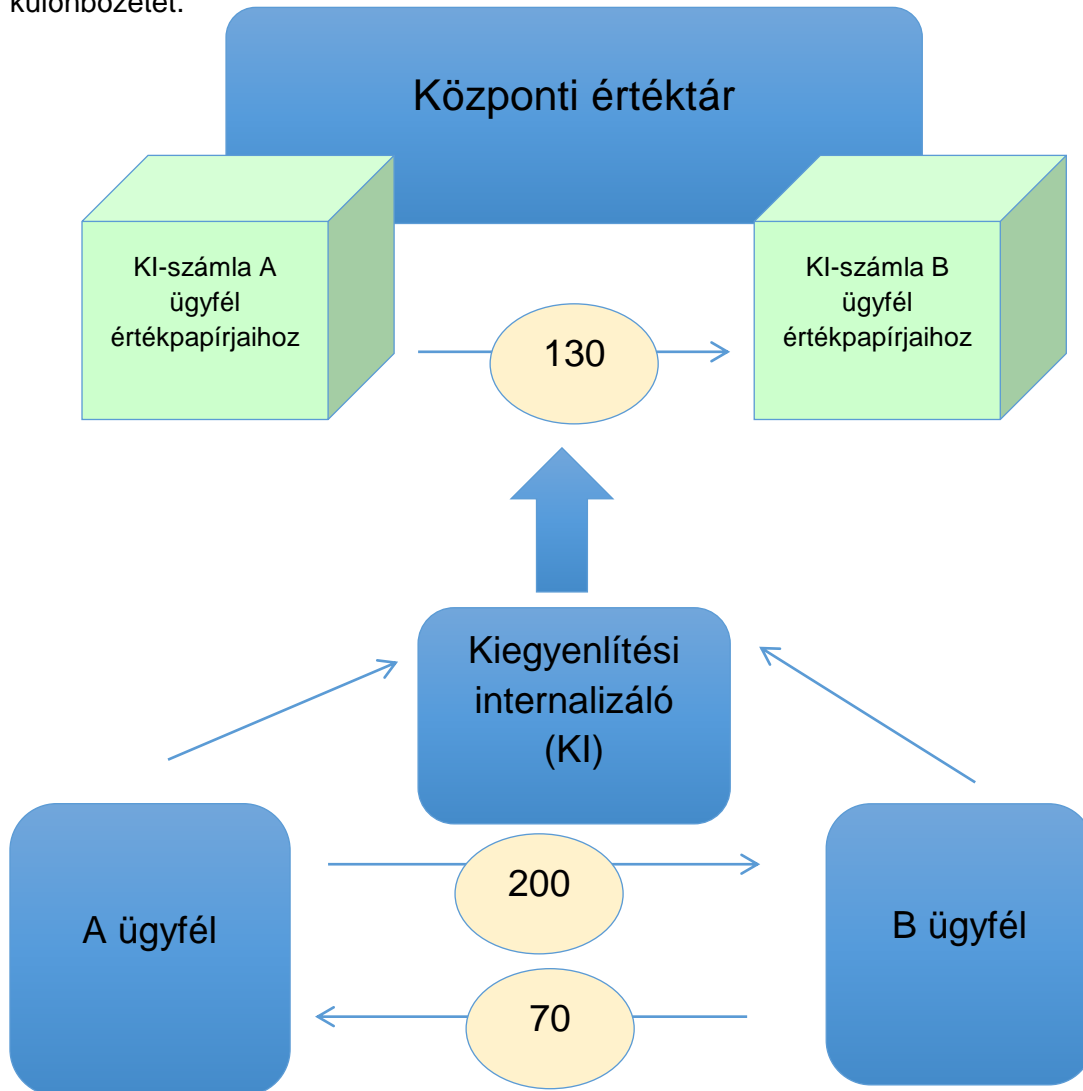 különbözetet.
Központi értéktár
KI-számla A
ügyfél
értékpapírjaihoz
KI-számla B
ügyfél
értékpapírjaihoz
130
Kiegyenlítési
internalizáló
(KI)
200
A ügyfél
B ügyfél
70